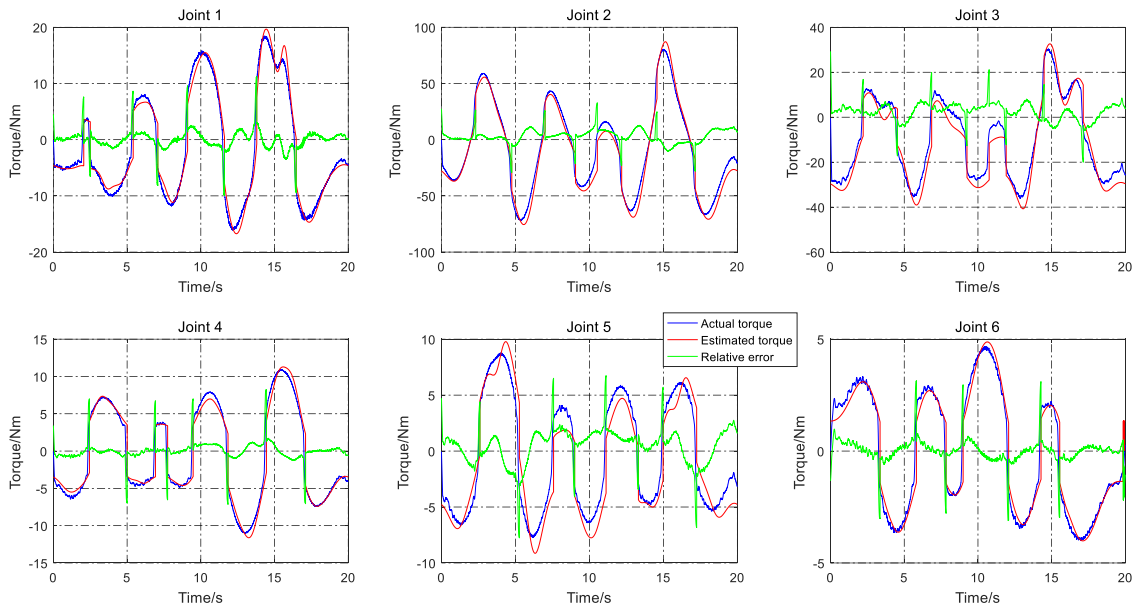 Joint 1
Joint 2
Joint 3
20
10
0
-10
-20
Torque/Nm
0 5 10 15 20
Time/s
100
50
0
-50
-100
Torque/Nm
0 5 10 15 20
Time/s
40
20
0
-20
-40
-60
Torque/Nm
0 5 10 15 20
Time/s
Joint 4
Joint 5
Joint 6
15
10
5
0
-5
-10
-15
Torque/Nm
0 5 10 15 20
Time/s
10
5
0
-5
-10
Torque/Nm
0 5 10 15 20
Time/s
Actual torque
Estimated torque
Relative error
5
0
-5
Torque/Nm
0 5 10 15 20
Time/s